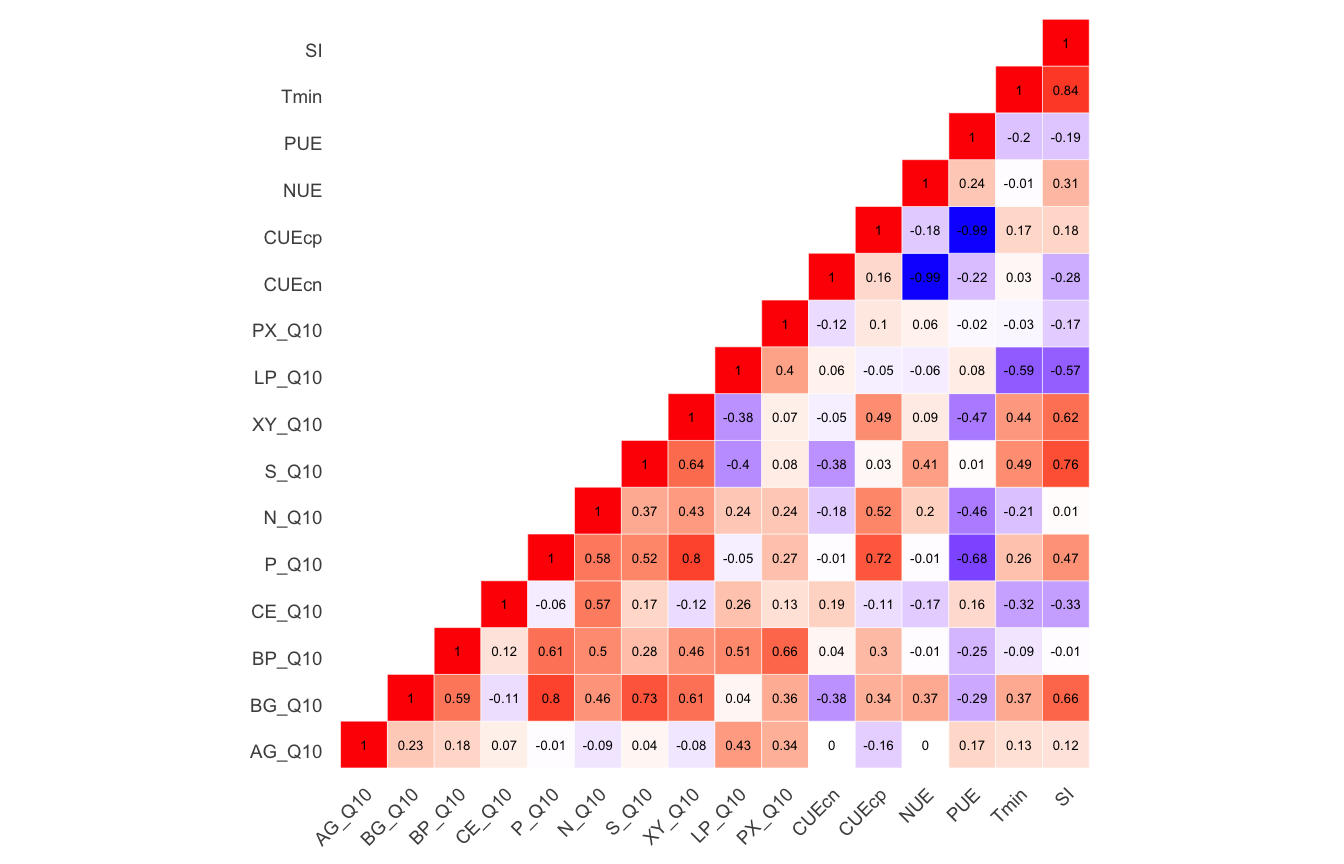 SI 1
Tmin 1 0.84
PUE 1 -0.2 -0.19
NUE 1 0.24 -0.01 0.31
CUEcp 1 -0.18 -0.99 0.17 0.18
CUEcn 1 0.16 -0.99 -0.22 0.03 -0.28
PX_Q10 1 -0.12 0.1 0.06 -0.02 -0.03 -0.17
LP_Q10 1 0.4 0.06 -0.05 -0.06 0.08 -0.59 -0.57
XY_Q10 1 -0.38 0.07 -0.05 0.49 0.09 -0.47 0.44 0.62
S_Q10 1 0.64 -0.4 0.08 -0.38 0.03 0.41 0.01 0.49 0.76
N_Q10 1 0.37 0.43 0.24 0.24 -0.18 0.52 0.2 -0.46 -0.21 0.01
P_Q10 1 0.58 0.52 0.8 -0.05 0.27 -0.01 0.72 -0.01 -0.68 0.26 0.47
CE_Q10 1 -0.06 0.57 0.17 -0.12 0.26 0.13 0.19 -0.11 -0.17 0.16 -0.32 -0.33
BP_Q10 1 0.12 0.61 0.5 0.28 0.46 0.51 0.66 0.04 0.3 -0.01 -0.25 -0.09 -0.01
BG_Q10 1 0.59 -0.11 0.8 0.46 0.73 0.61 0.04 0.36 -0.38 0.34 0.37 -0.29 0.37 0.66
AG_Q10 1 0.23 0.18 0.07 -0.01 -0.09 0.04 -0.08 0.43 0.34 0 -0.16 0 0.17 0.13 0.12
AG_Q10 BG_Q10 BP_Q10 CE_Q10 P_Q10 N_Q10 S_Q10 XY_Q10 LP_Q10 PX_Q10 CUEcn CUEcp NUE PUE Tmin SI